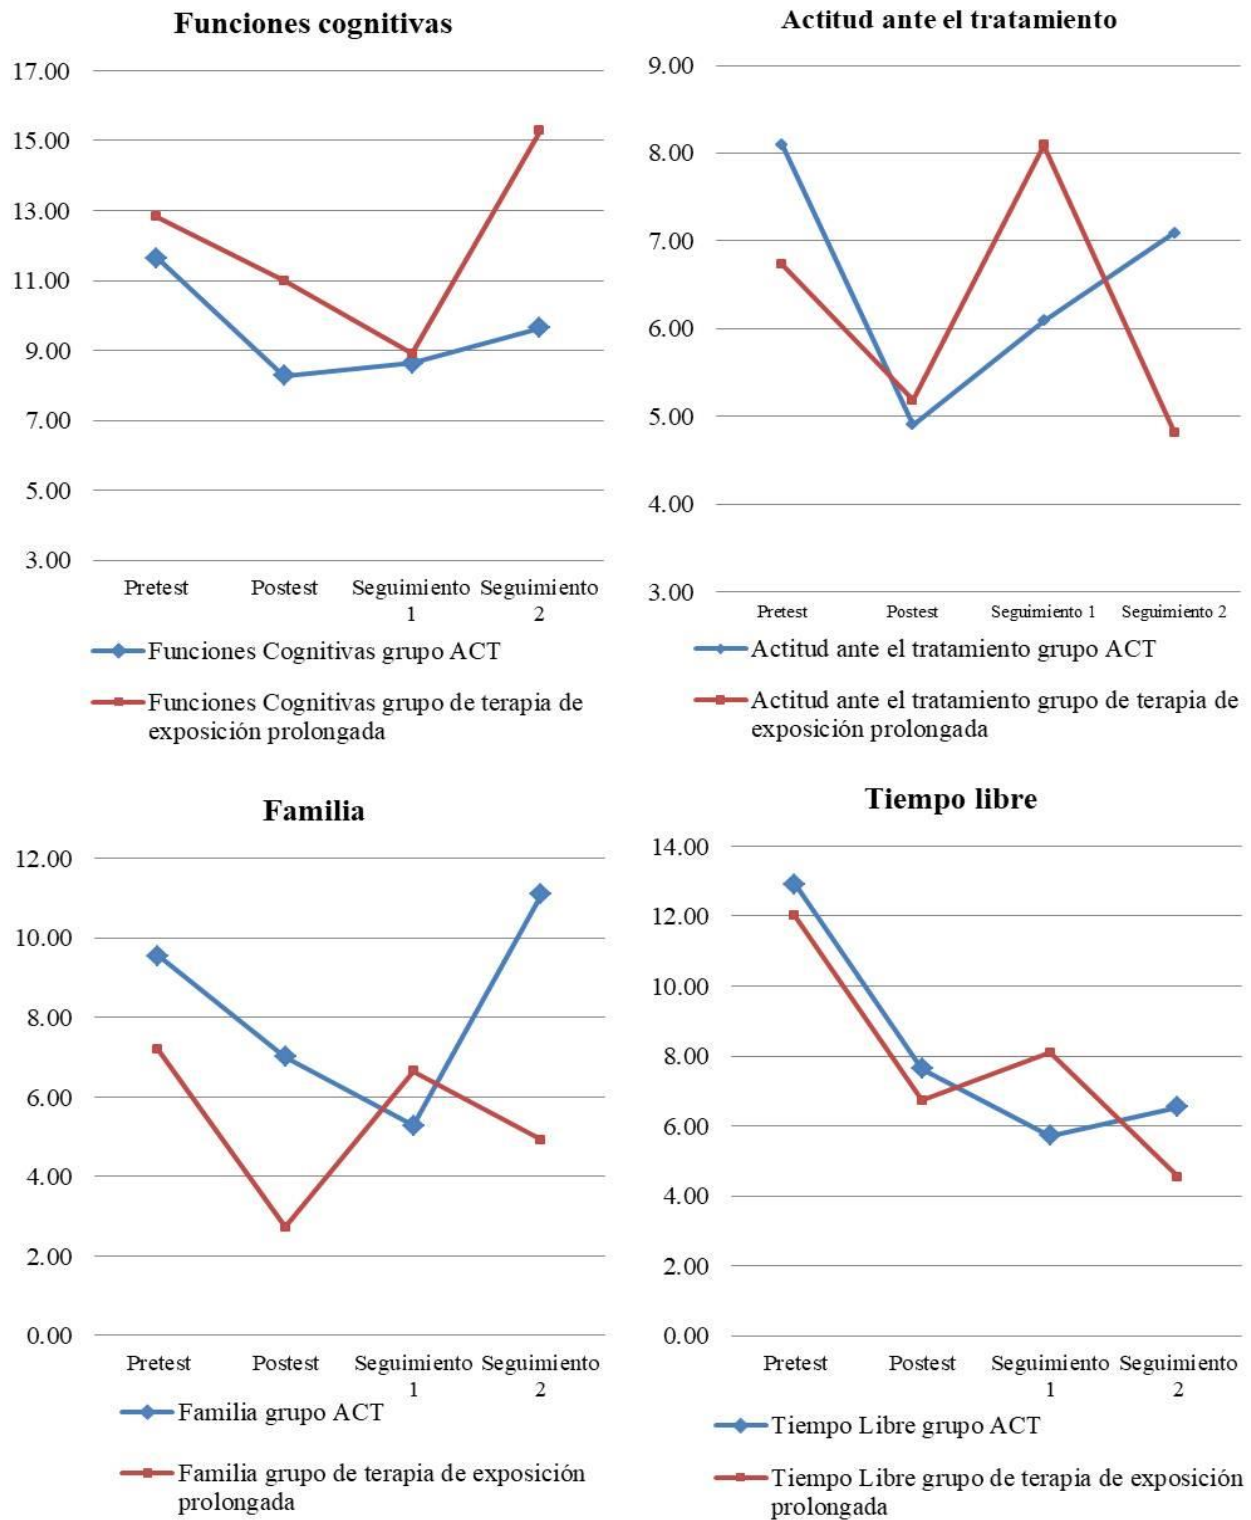 Funciones cognitivas
17.00
15.00
13.00
11.00
9.00
7.00
5.00
3.00
Pretest
Postest
Seguimiento
1
Seguimiento
2
Funciones Cognitivas grupo ACT
Funciones Cognitivas grupo de terapia de
exposición prolongada
Actitud ante el tratamiento
9.00
8.00
7.00
6.00
5.00
4.00
3.00
Pretest
Postest
Seguimiento 1
Seguimiento 2
Actitud ante el tratamiento grupo ACT
Actitud ante el tratamiento grupo de terapia de
exposición prolongada
Familia
12.00
10.00
8.00
6.00
4.00
2.00
0.00
Pretest
Postest
Seguimiento
1
Seguimiento
2
Familia grupo ACT
Familia grupo de terapia de exposición
prolongada
Tiempo libre
14.00
12.00
10.00
8.00
6.00
4.00
2.00
0.00
Pretest
Postest
Seguimiento
1
Seguimiento
2
Tiempo Libre grupo ACT
Tiempo Libre grupo de terapia de exposición
prolongada